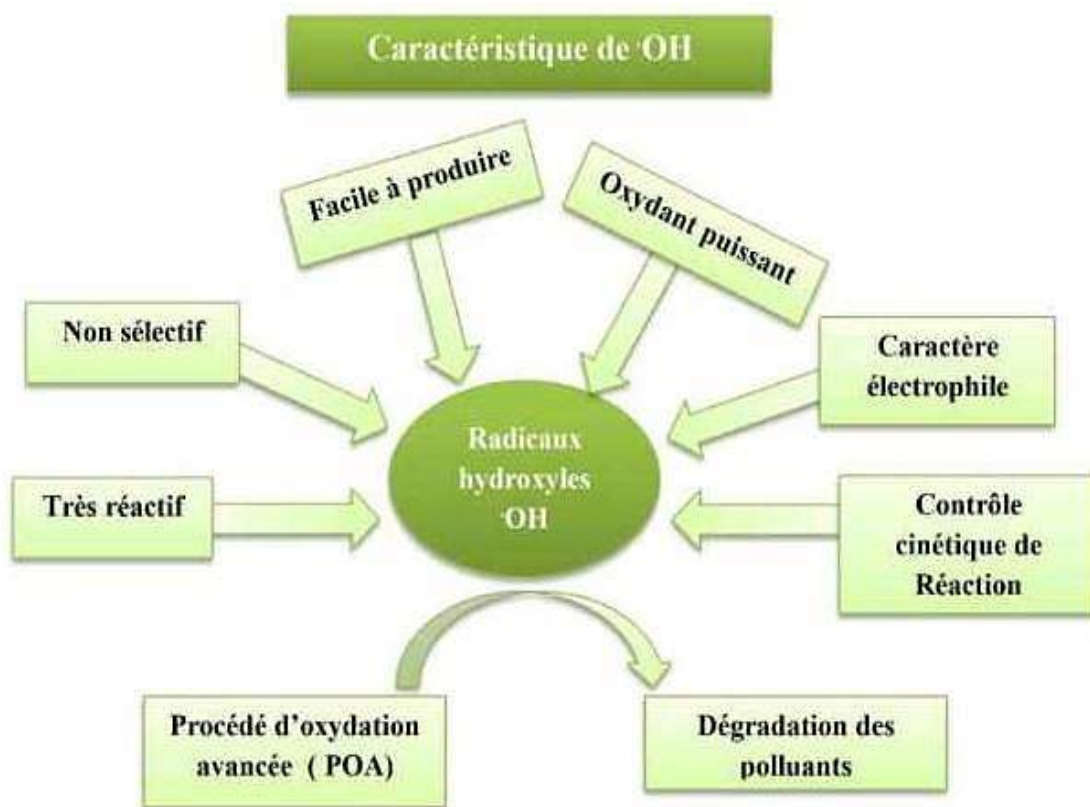 Caractéristique de ·OH
Facile à produire
Oxydant puissant
Non sélectif
Caractère
électrophile
Radicaux
hydroxyles
·OH
Très réactif
Contrôle
cinétique de
Réaction
Procédé d'oxydation
avancée ( POA)
Dégradation des
polluants